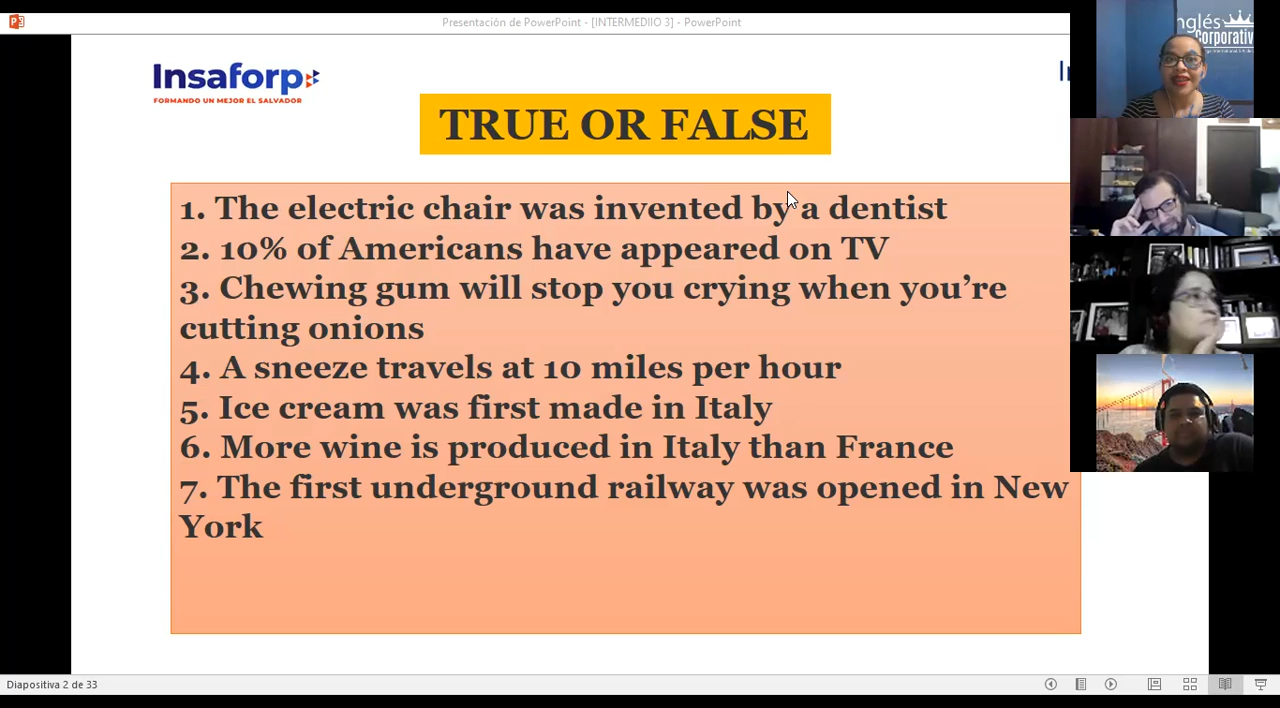 Presentación de PowerPoint - [INTERMEDIIO 3] - PowerPoint
Insaforp
FORMANDO UN MEJOR EL SALVADOR
TRUE OR FALSE
1. The electric chair was invented by a dentist
2. 10% of Americans have appeared on TV
3. Chewing gum will stop you crying when you’re
cutting onions
4. A sneeze travels at 10 miles per hour
5. Ice cream was first made in Italy
6. More wine is produced in Italy than France
7. The first underground railway was opened in New
York
Diapositiva 2 de 33